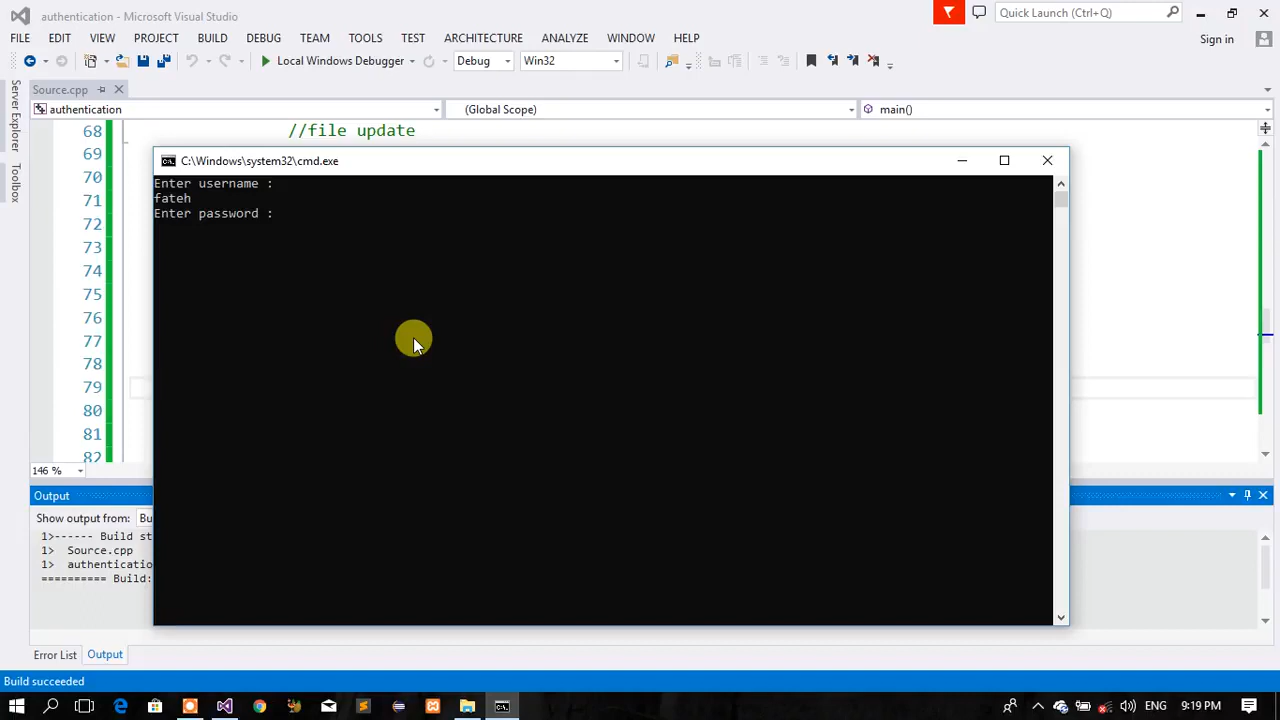 authentication - Microsoft Visual Studio
Quick Launch (Ctrl+Q)
FILE EDIT VIEW PROJECT BUILD DEBUG TEAM TOOLS TEST ARCHITECTURE ANALYZE WINDOW HELP
Sign in
Local Windows Debugger Debug Win32
Server Explorer
Toolbox
Source.cpp
authentication (Global Scope) main()
68 //file update
69
70
71
72
73
74
75
76
77
78
79
80
81
82
C:\Windows\system32\cmd.exe
Enter username :
fateh
Enter password :
146 %
Output
Show output from: Bu
1>------ Build st
1> Source.cpp
1> authenticatio
========== Build:
Error List Output
Build succeeded
ENG 9:19 PM